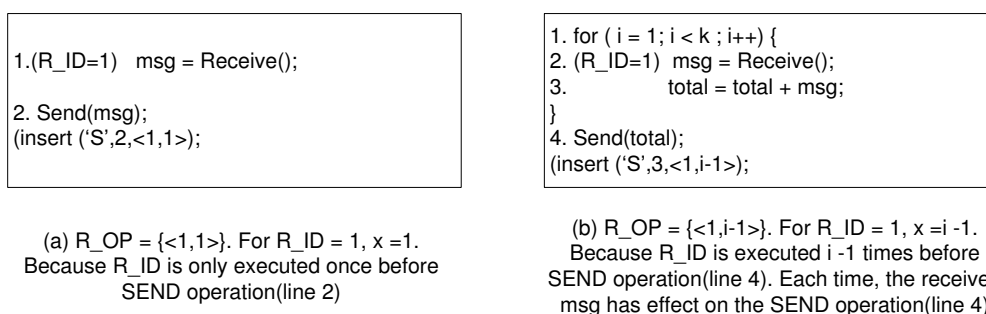 1.(R_ID=1) msg = Receive();
2. Send(msg);
(insert (‘S’,2,<1,1>);
(a) R_OP = {<1,1>}. For R_ID = 1, x =1.
Because R_ID is only executed once before
SEND operation(line 2)
1. for ( i = 1; i < k ; i++) {
2. (R_ID=1) msg = Receive();
3. total = total + msg;
}
4. Send(total);
(insert (‘S’,3,<1,i-1>);
(b) R_OP = {<1,i-1>}. For R_ID = 1, x =i -1.
Because R_ID is executed i -1 times before
SEND operation(line 4). Each time, the receive
msg has effect on the SEND operation(line 4)